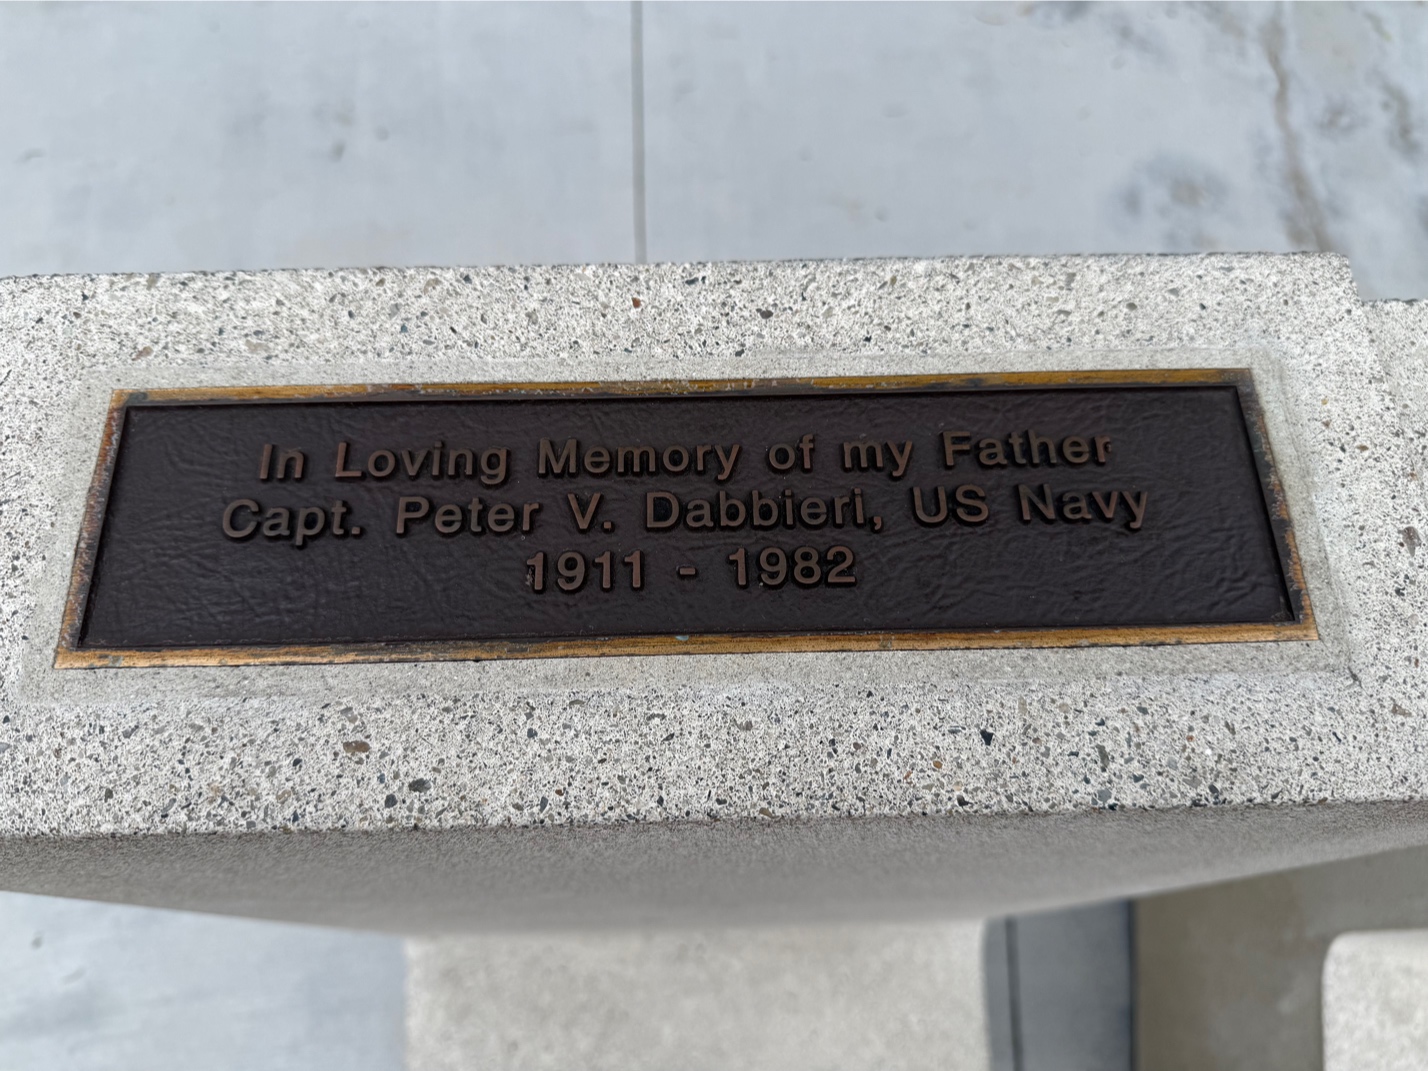 In Loving Memory of my Father
Capt. Peter V. Dabbieri, US Navy
1911 - 1982